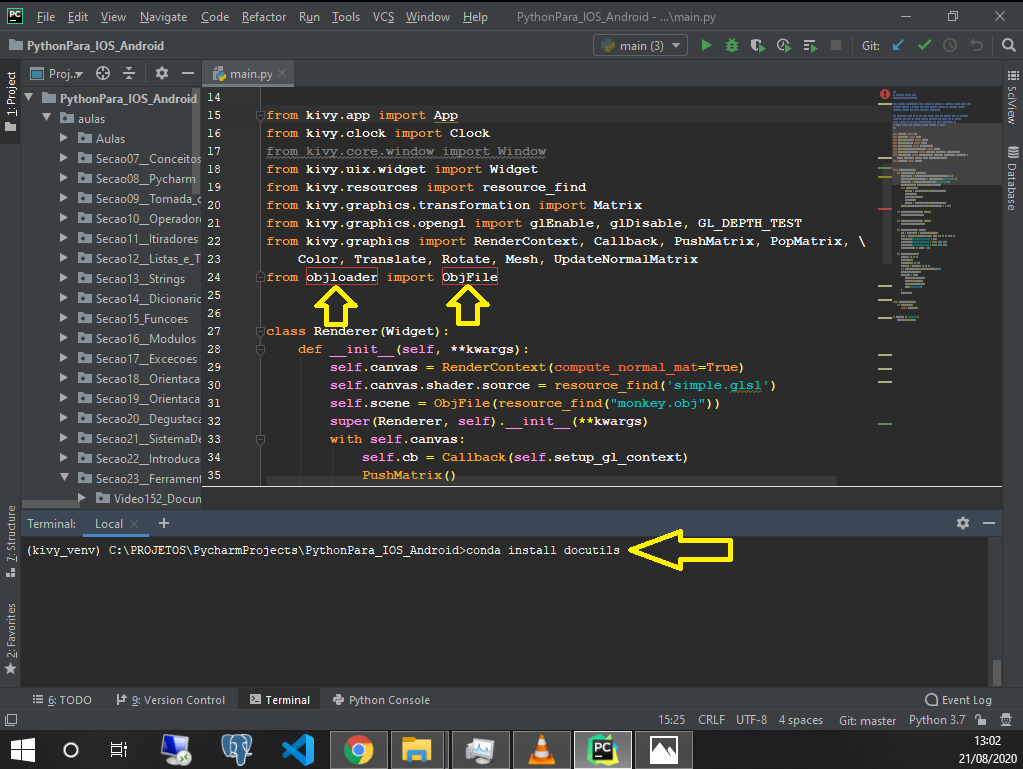 PC File Edit View Navigate Code Refactor Run Tools VCS Window Help PythonPara_IOS_Android - ...\main.py
PythonPara_IOS_Android main (3) Git:
Proj.. main.py
1: Project
PythonPara_IOS_Android
aulas
Aulas
Secao07__Conceitos
Secao08__Pycharm
Secao09__Tomada_d
Secao10__Operadore
Secao11__Itiradores
Secao12__Listas_e_T
Secao13__Strings
Secao14__Dicionario
Secao15_Funcoes
Secao16__Modulos
Secao17__Excecoes
Secao18__Orientaca
Secao19__Orientaca
Secao20__Degustaca
Secao21__SistemaDe
Secao22__Introduca
Secao23__Ferrament
Video152_Docun
14
15 from kivy.app import App
16 from kivy.clock import Clock
17 from kivy.core.window import Window
18 from kivy.uix.widget import Widget
19 from kivy.resources import resource_find
20 from kivy.graphics.transformation import Matrix
21 from kivy.graphics.opengl import glEnable, glDisable, GL_DEPTH_TEST
22 from kivy.graphics import RenderContext, Callback, PushMatrix, PopMatrix, \
23 Color, Translate, Rotate, Mesh, UpdateNormalMatrix
24 from objloader import ObjFile
25
26
27 class Renderer(Widget):
28 def __init__(self, **kwargs):
29 self.canvas = RenderContext(compute_normal_mat=True)
30 self.canvas.shader.source = resource_find('simple.glsl')
31 self.scene = ObjFile(resource_find("monkey.obj"))
32 super(Renderer, self).__init__(**kwargs)
33 with self.canvas:
34 self.cb = Callback(self.setup_gl_context)
35 PushMatrix()
SciView
Database
7: Structure
2: Favorites
Terminal: Local +
(kivy_venv) C:\PROJETOS\PycharmProjects\PythonPara_IOS_Android>conda install docutils
6: TODO 9: Version Control Terminal Python Console Event Log
15:25 CRLF UTF-8 4 spaces Git: master Python 3.7
PC
13:02
21/08/2020